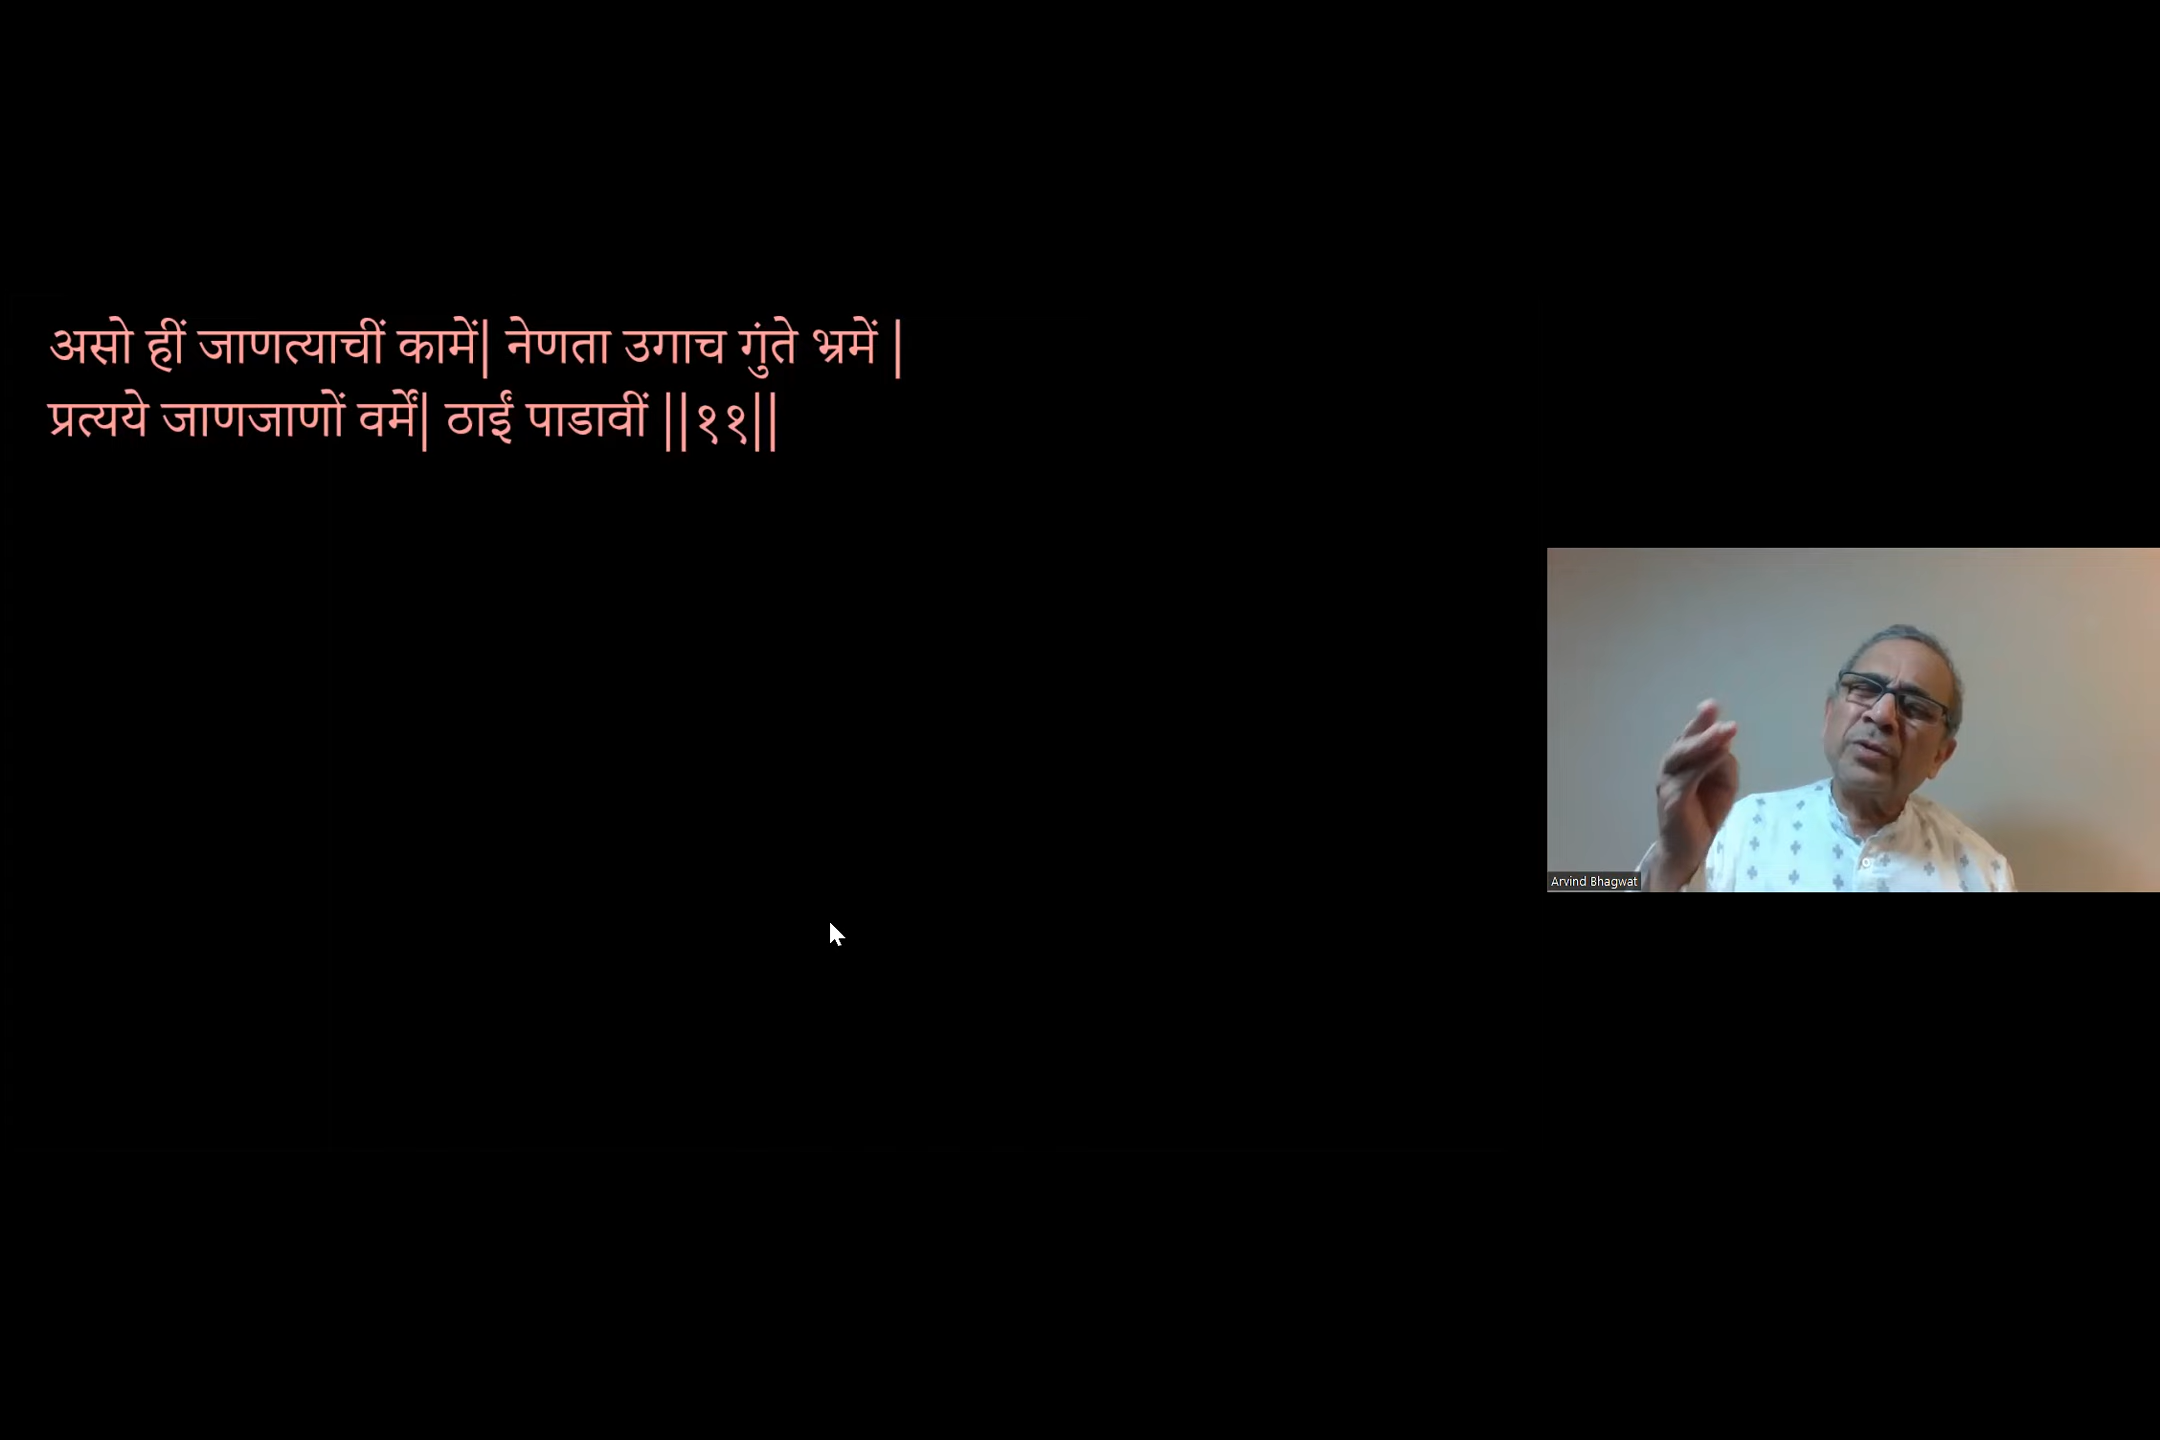 असो हीं जाणत्याचीं कामें| नेणता उगाच गुंते भ्रमें |
प्रत्यये जाणजाणों वर्में| ठाईं पाडावीं ||११||
Arvind Bhagwat